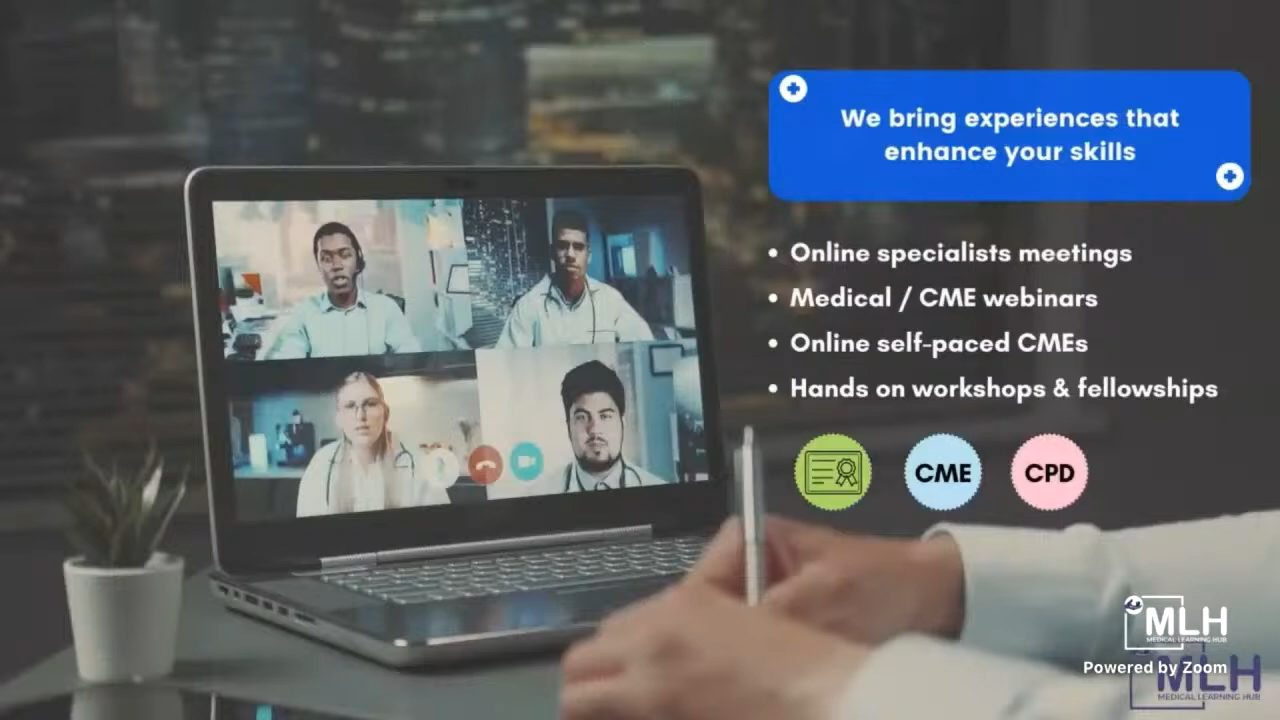 We bring experiences that
enhance your skills
• Online specialists meetings
• Medical / CME webinars
• Online self-paced CMEs
• Hands on workshops & fellowships
CME
CPD
MLH
MEDICAL LEARNING HUB
Powered by Zoom
MLH
MEDICAL LEARNING HUB